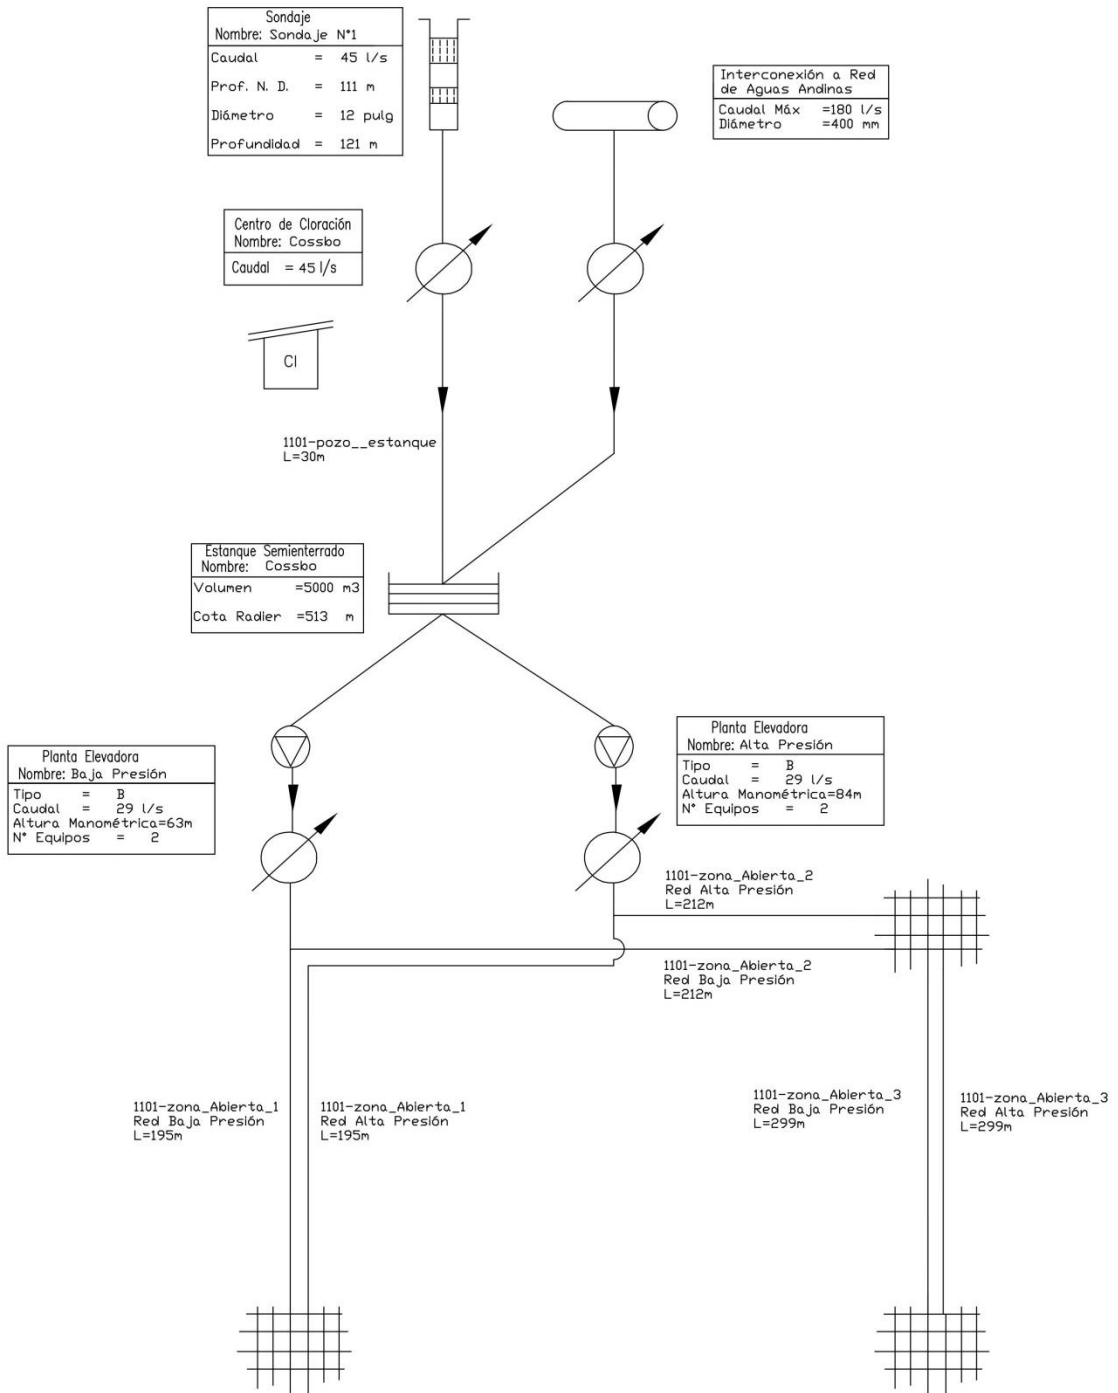 Sondaje
Nombre: Sondaje N°1
Caudal = 45 l/s
Prof. N. D. = 111 m
Diámetro = 12 pulg
Profundidad = 121 m
Interconexión a Red
de Aguas Andinas
Caudal Máx =180 l/s
Diámetro =400 mm
Centro de Cloración
Nombre: Cossbo
Caudal = 45 l/s
Cl
1101-pozo__estanque
L=30m
Estanque Semienterrado
Nombre: Cossbo
Volumen =5000 m3
Cota Radier =513 m
Planta Elevadora
Nombre: Baja Presión
Tipo = B
Caudal = 29 l/s
Altura Manométrica=63m
N° Equipos = 2
Planta Elevadora
Nombre: Alta Presión
Tipo = B
Caudal = 29 l/s
Altura Manométrica=84m
N° Equipos = 2
1101-zona_Abierta_2
Red Alta Presión
L=212m
1101-zona_Abierta_2
Red Baja Presión
L=212m
1101-zona_Abierta_1
Red Baja Presión
L=195m
1101-zona_Abierta_1
Red Alta Presión
L=195m
1101-zona_Abierta_3
Red Baja Presión
L=299m
1101-zona_Abierta_3
Red Alta Presión
L=299m